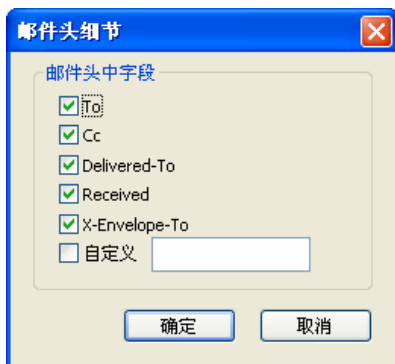 邮件头细节
邮件头中字段
To
Cc
Delivered-To
Received
X-Envelope-To
自定义
确定 取消